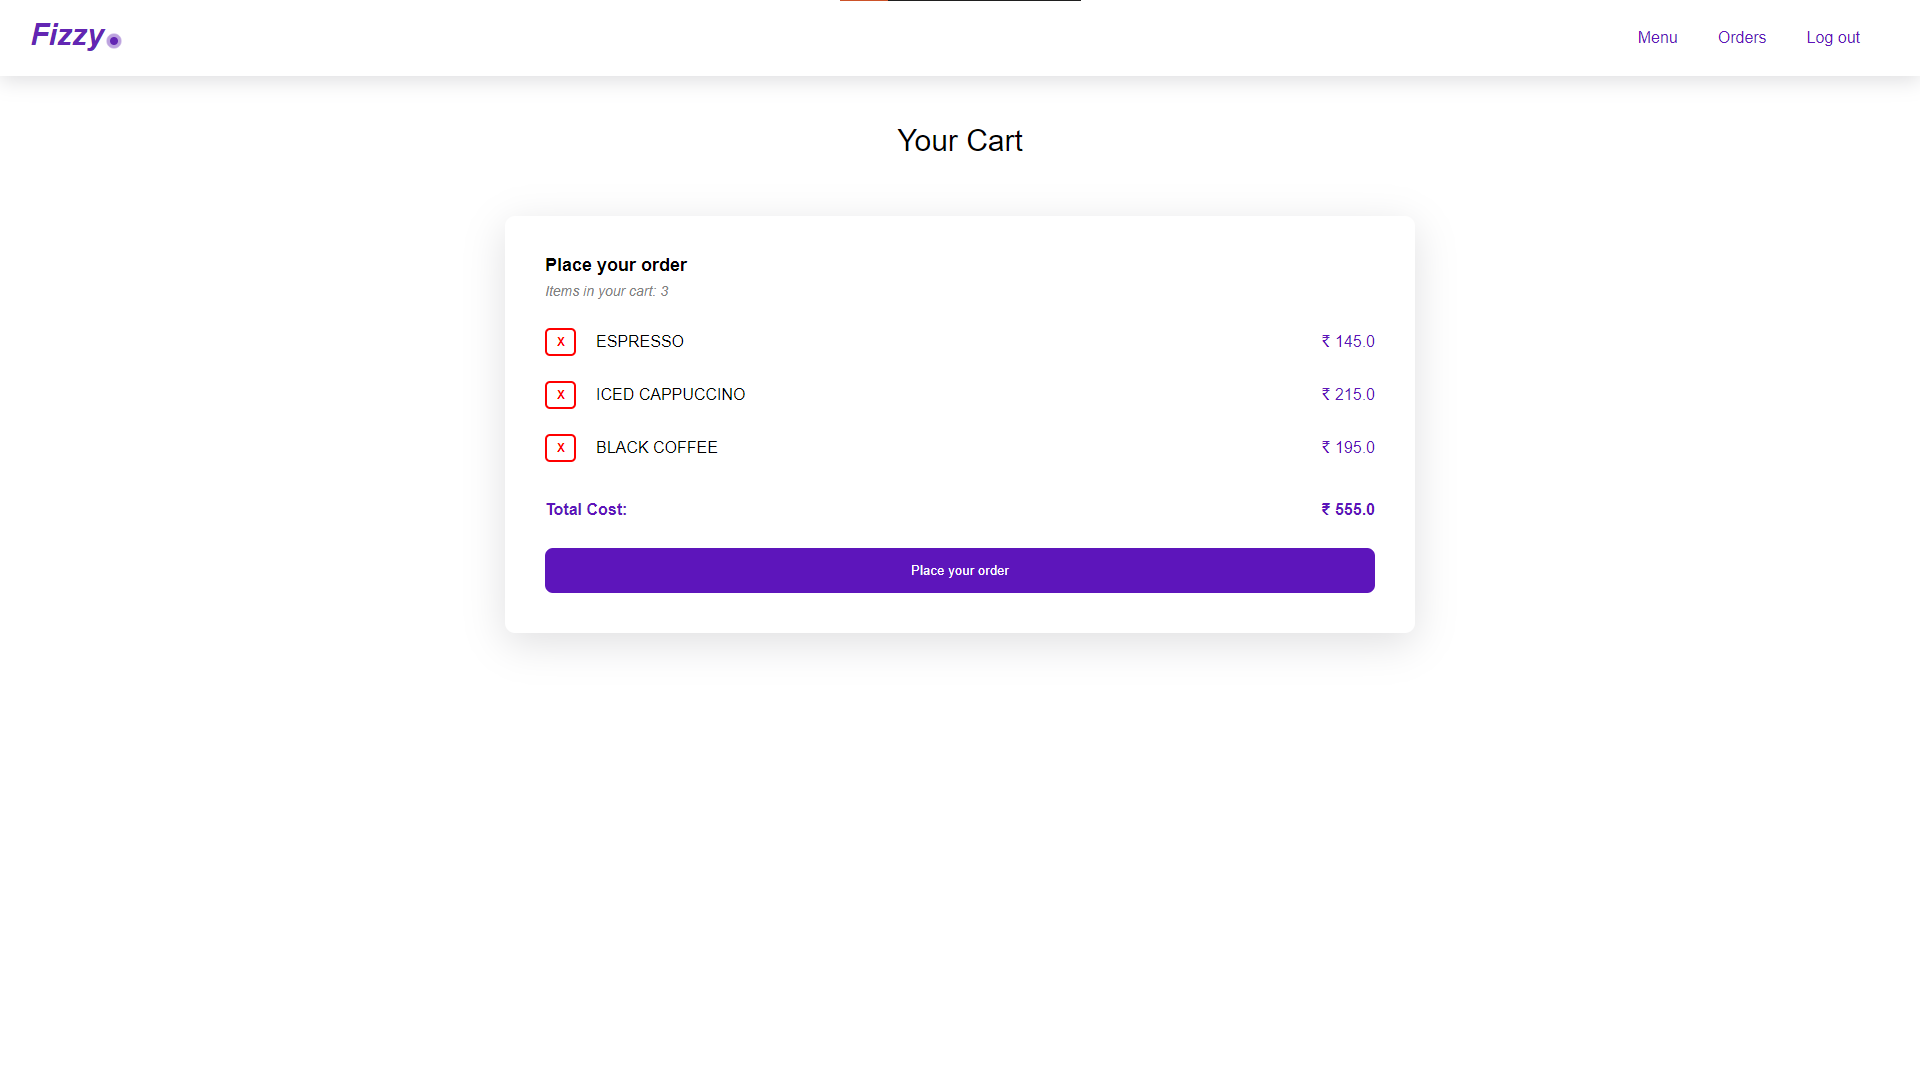 Fizzy
Menu Orders Log out
Your Cart
Place your order
Items in your cart: 3
X ESPRESSO ₹ 145.0
X ICED CAPPUCCINO ₹ 215.0
X BLACK COFFEE ₹ 195.0
Total Cost: ₹ 555.0
Place your order